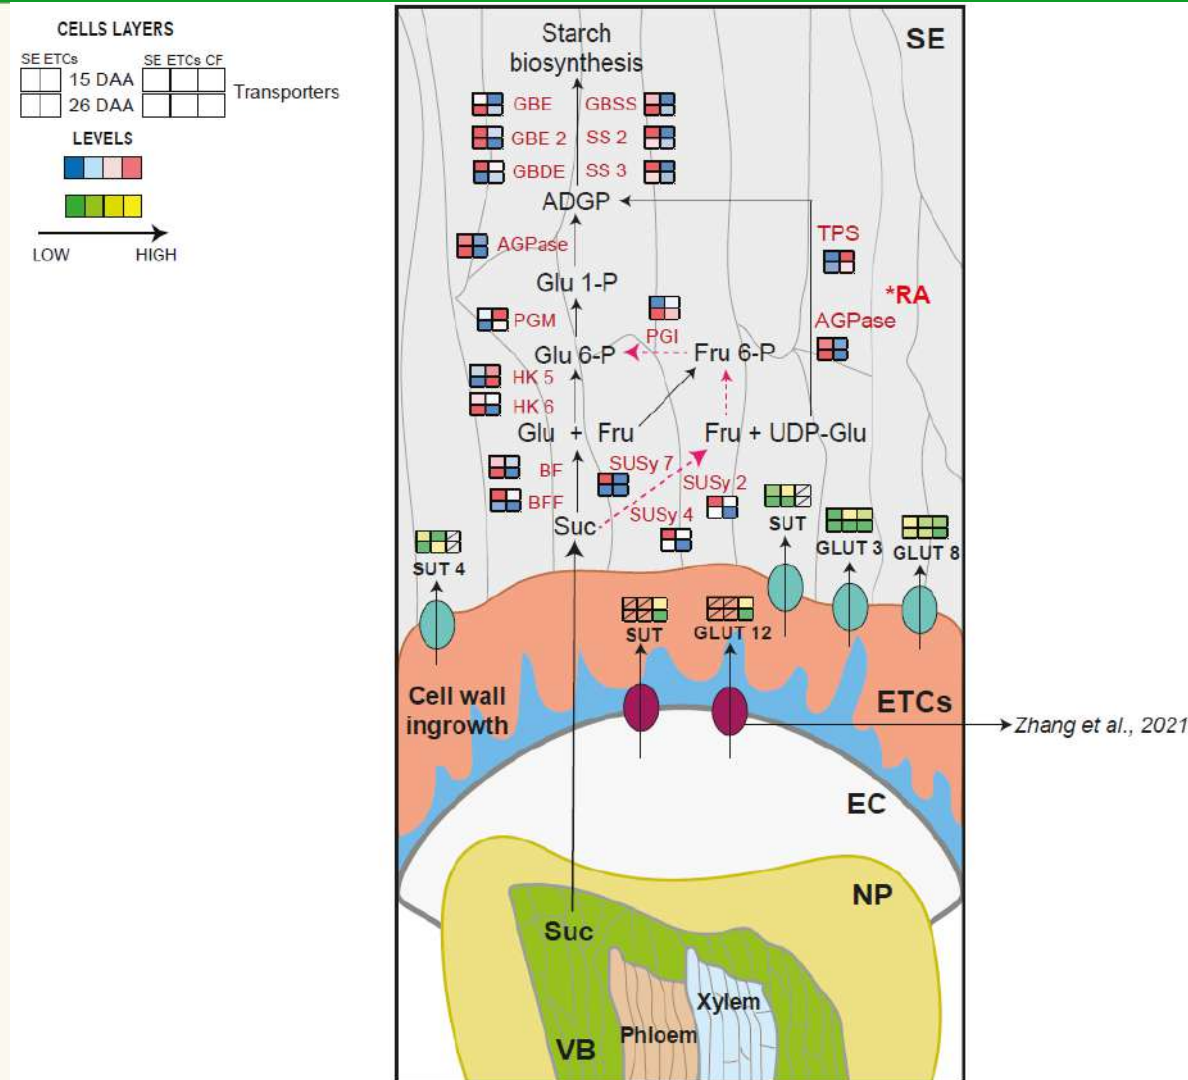 CELLS LAYERS
SE ETCs
SE ETCs CF
15 DAA
26 DAA
Transporters
LEVELS
LOW
HIGH
Starch
biosynthesis
SE
GBE
GBSS
GBE 2
SS 2
GBDE
SS 3
ADGP
TPS
AGPase
Glu 1-P
*RA
PGM
AGPase
PGI
Glu 6-P
Fru 6-P
HK 5
HK 6
Glu + Fru
Fru + UDP-Glu
BF
SUSy 7
SUSy 2
BFF
SUSy 4
Suc
SUT
GLUT 3
GLUT 8
SUT 4
SUT
GLUT 12
Cell wall
ingrowth
ETCs
Zhang et al., 2021
EC
NP
Suc
Xylem
Phloem
VB